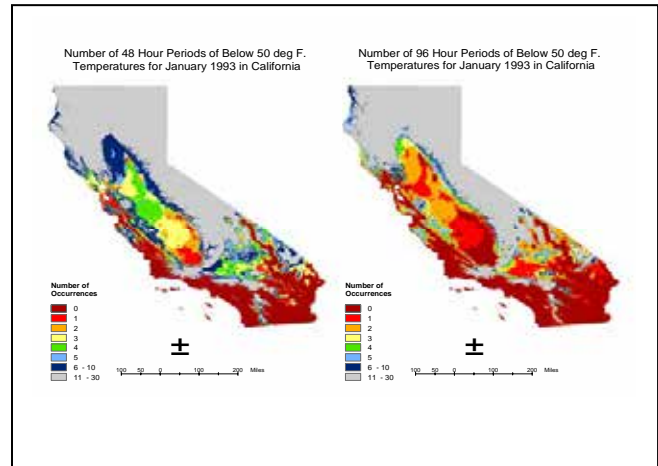 Number of 48 Hour Periods of Below 50 deg F.
Temperatures for January 1993 in California
Number of
Occurrences
0
1
2
3
4
5
6 - 10
11 - 30
±
100 50 0 100 200 Miles
Number of 96 Hour Periods of Below 50 deg F.
Temperatures for January 1993 in California
Number of
Occurrences
0
1
2
3
4
5
6 - 10
11 - 30
±
100 50 0 100 200 Miles